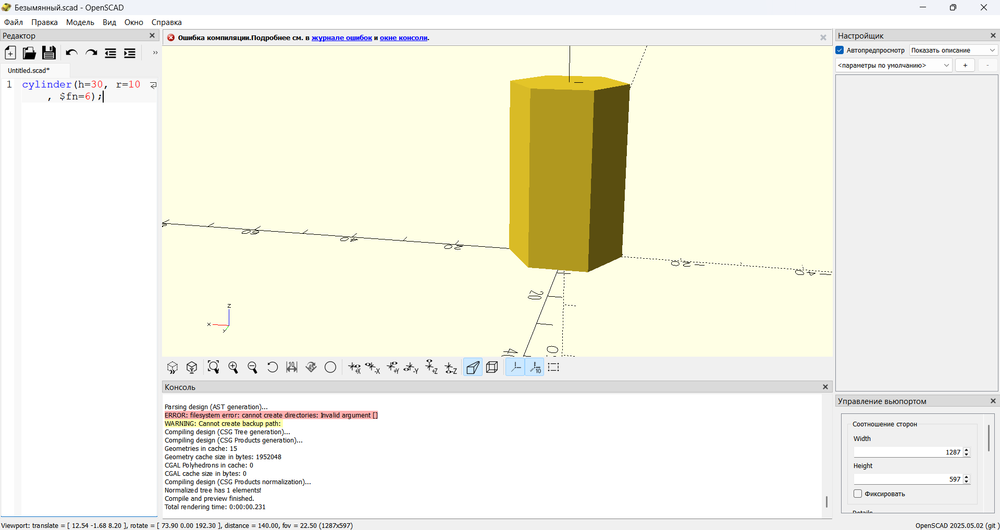 Безымянный.scad - OpenSCAD
Файл Правка Модель Вид Окно Справка
Редактор
Untitled.scad*
1 cylinder(h=30, r=10
, $fn=6);
Ошибка компиляции.Подробнее см. в журнале ошибок и окне консоли.
60
40
20
-20
-40
20
z
x
y
Консоль
Parsing design (AST generation)...
ERROR: filesystem error: cannot create directories: Invalid argument []
WARNING: Cannot create backup path:
Compiling design (CSG Tree generation)...
Compiling design (CSG Products generation)...
Geometries in cache: 15
Geometry cache size in bytes: 1952048
CGAL Polyhedrons in cache: 0
CGAL cache size in bytes: 0
Compiling design (CSG Products normalization)...
Normalized tree has 1 elements!
Compile and preview finished.
Total rendering time: 0:00:00.231
Настройщик
Автопредпросмотр Показать описание
<параметры по умолчанию> + -
Управление вьюпортом
Соотношение сторон
Width
1287
Height
597
Фиксировать
Details
Viewport: translate = [ 12.54 -1.68 8.20 ], rotate = [ 73.90 0.00 192.30 ], distance = 140.00, fov = 22.50 (1287x597)
OpenSCAD 2025.05.02 (git )